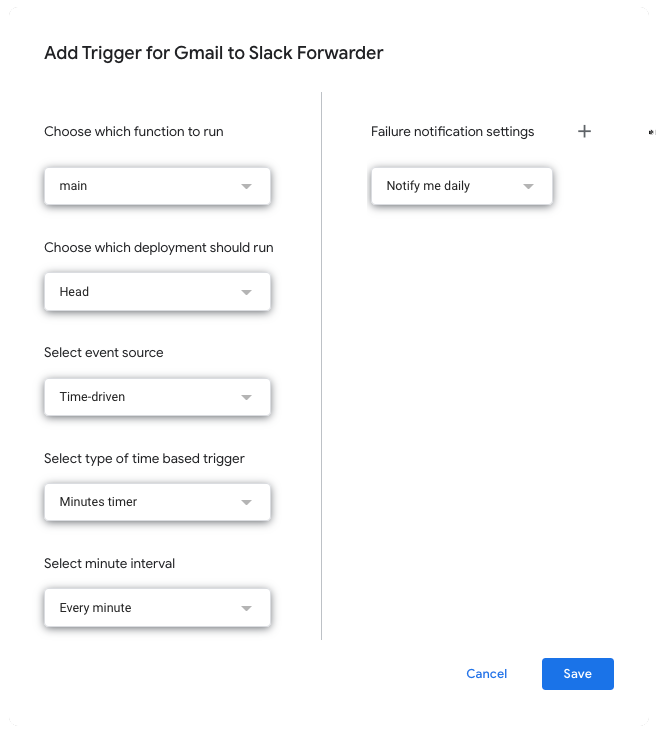 Add Trigger for Gmail to Slack Forwarder
Choose which function to run
main
Choose which deployment should run
Head
Select event source
Time-driven
Select type of time based trigger
Minutes timer
Select minute interval
Every minute
Failure notification settings
Notify me daily
Cancel
Save